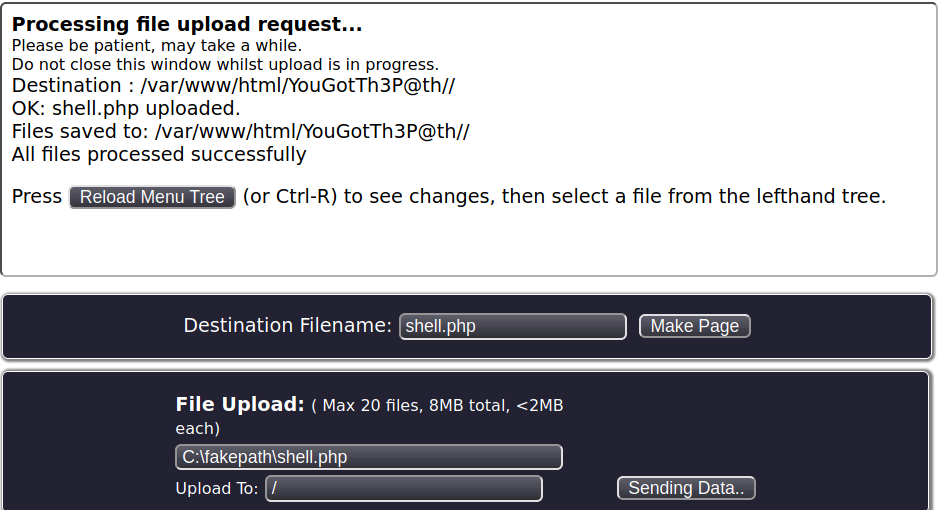 Processing file upload request...
Please be patient, may take a while.
Do not close this window whilst upload is in progress.
Destination : /var/www/html/YouGotTh3P@th//
OK: shell.php uploaded.
Files saved to: /var/www/html/YouGotTh3P@th//
All files processed successfully
Press Reload Menu Tree (or Ctrl-R) to see changes, then select a file from the lefthand tree.
Destination Filename: shell.php Make Page
File Upload: ( Max 20 files, 8MB total, <2MB
each)
C:\fakepath\shell.php
Upload To: / Sending Data..